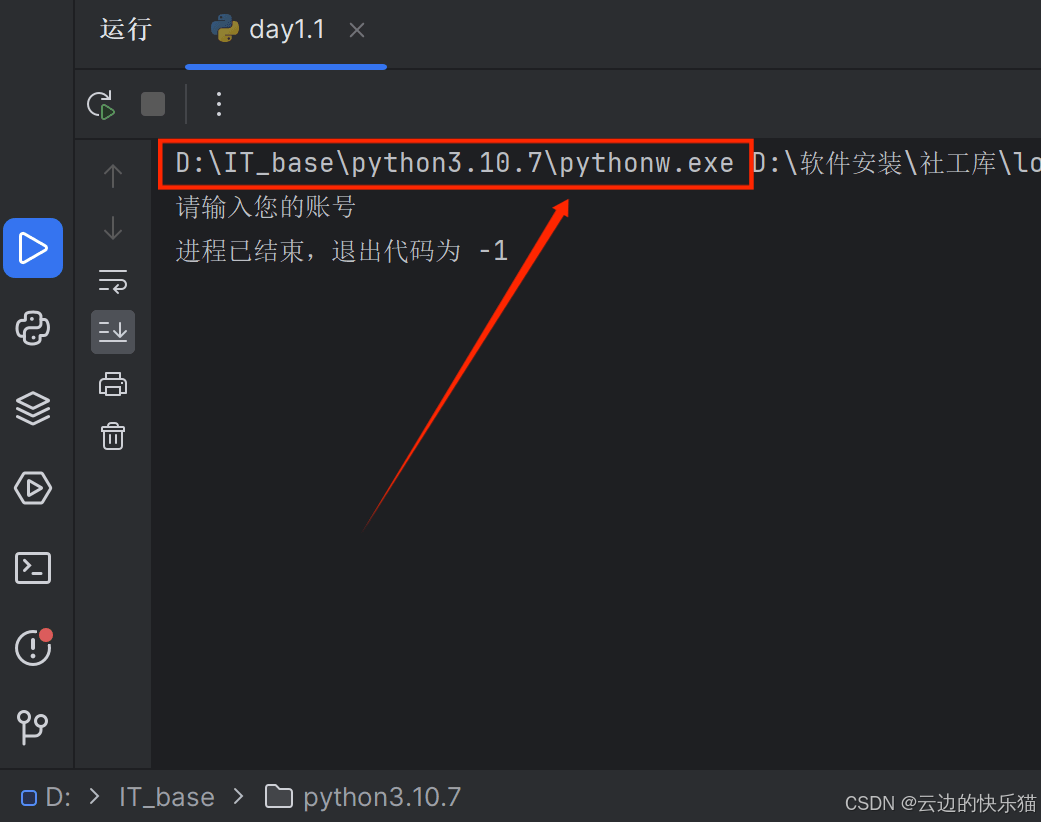 运行 day1.1
D:\IT_base\python3.10.7\pythonw.exe D:\软件安装\社工库\lo
请输入您的账号
进程已结束，退出代码为 -1
D: > IT_base > python3.10.7
CSDN @云边的快乐猫